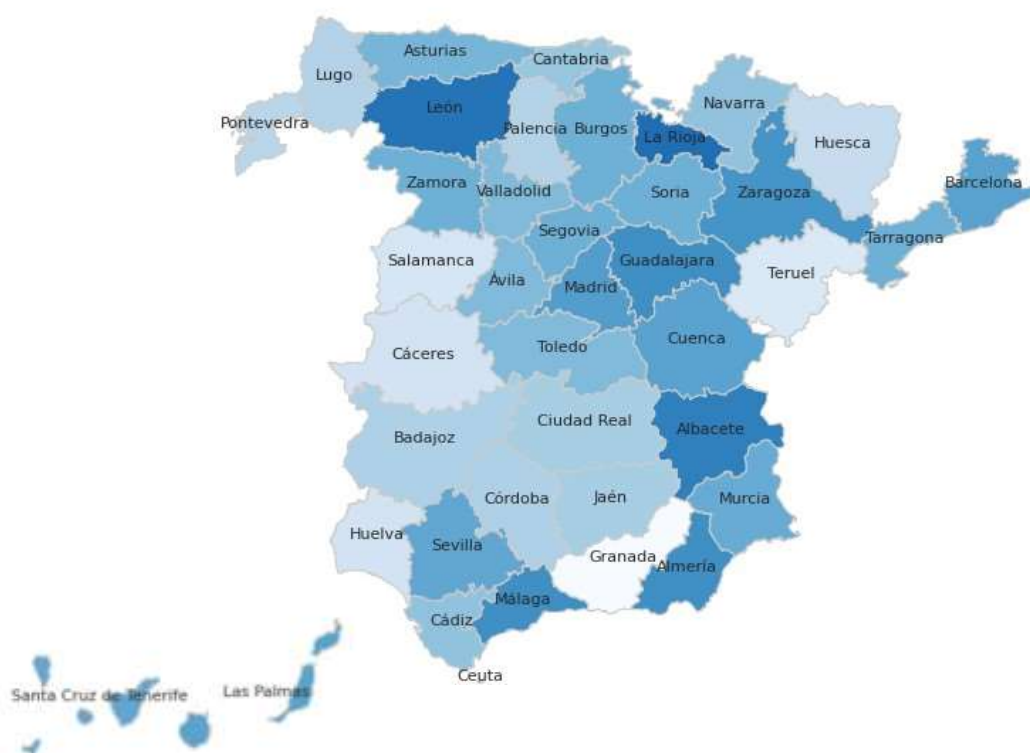 Asturias
Cantabria
Lugo
León
Navarra
Pontevedra
Palencia
Burgos
La Rioja
Huesca
Zamora
Valladolid
Soria
Zaragoza
Barcelona
Segovia
Tarragona
Salamanca
Ávila
Madrid
Guadalajara
Teruel
Cáceres
Toledo
Cuenca
Badajoz
Ciudad Real
Albacete
Córdoba
Jaén
Murcia
Huelva
Sevilla
Granada
Almería
Málaga
Cádiz
Ceuta
Santa Cruz de Tenerife
Las Palmas